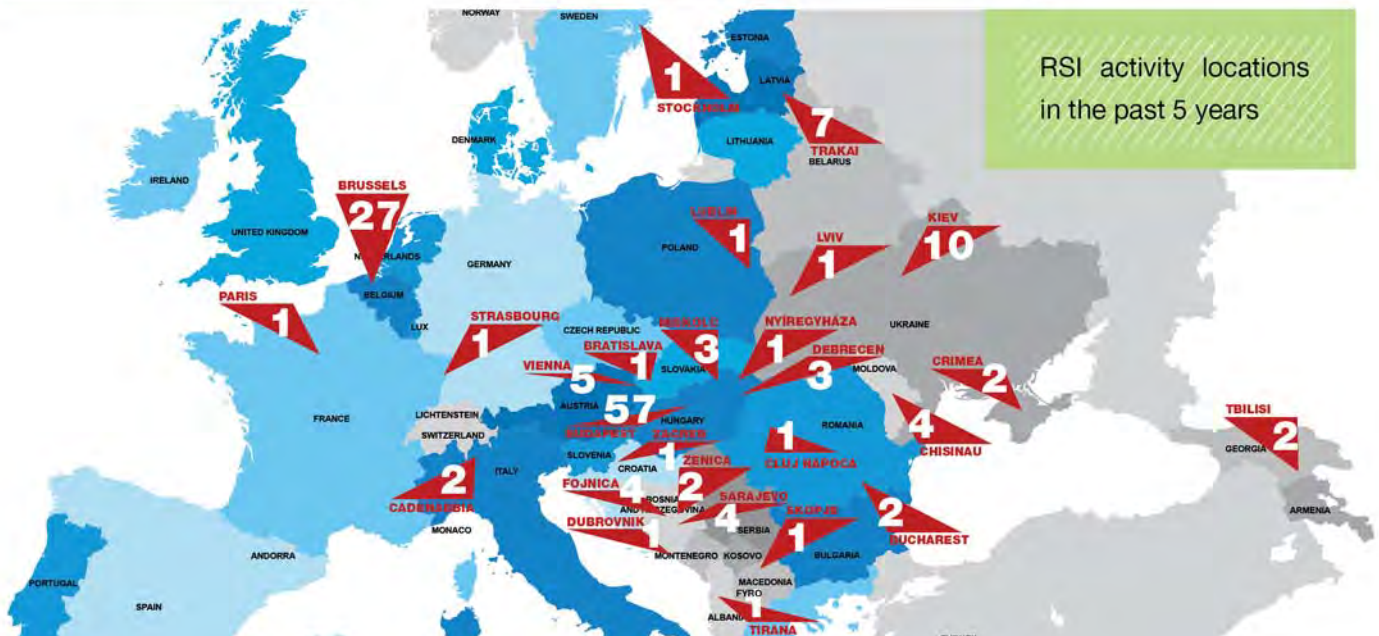 NORWAY
SWEDEN
ESTONIA
RSI activity locations
in the past 5 years
LATVIA
1
STOCKHOLM
7
TRAKAI
BELARUS
LITHUANIA
DENMARK
IRELAND
BRUSSELS
27
UNITED KINGDOM
NETHERLANDS
GERMANY
POLAND
LUBLIN
1
LVIV
1
KIEV
10
BELGIUM
PARIS
1
LUX
STRASBOURG
1
CZECH REPUBLIC
BRATISLAVA
1
MISKOLC
3
SLOVAKIA
NYÍREGYHÁZA
1
DEBRECEN
3
UKRAINE
MOLDOVA
CRIMEA
2
VIENNA
5
AUSTRIA
57
BUDAPEST
HUNGARY
FRANCE
LICHTENSTEIN
SWITZERLAND
ROMANIA
4
CHISINAU
TBILISI
2
GEORGIA
ARMENIA
ZAGREB
1
SLOVENIA
CROATIA
1
CLUJ NAPOCA
ITALY
2
CADENABBIA
ZENICA
2
FOJNICA
4
BOSNIA
AND HERZEGOVINA
SARAJEVO
4
SERBIA
SKOPJE
1
2
BUCHAREST
DUBROVNIK
1
MONACO
MONTENEGRO
KOSOVO
BULGARIA
ANDORRA
MACEDONIA
FYRO
PORTUGAL
SPAIN
ALBANIA
1
TIRANA